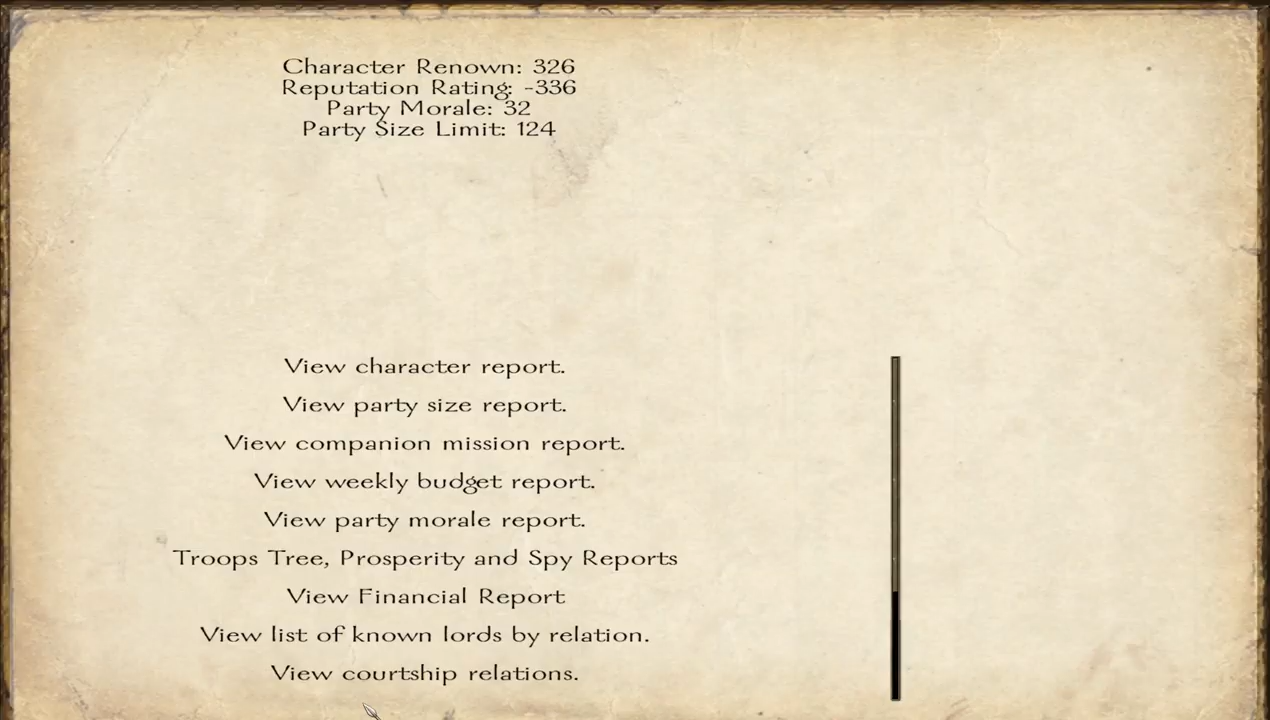 Character Renown: 326
Reputation Rating: -336
Party Morale: 32
Party Size Limit: 124
View character report.
View party size report.
View companion mission report.
View weekly budget report.
View party morale report.
Troops Tree, Prosperity and Spy Reports
View Financial Report
View list of known lords by relation.
View courtship relations.